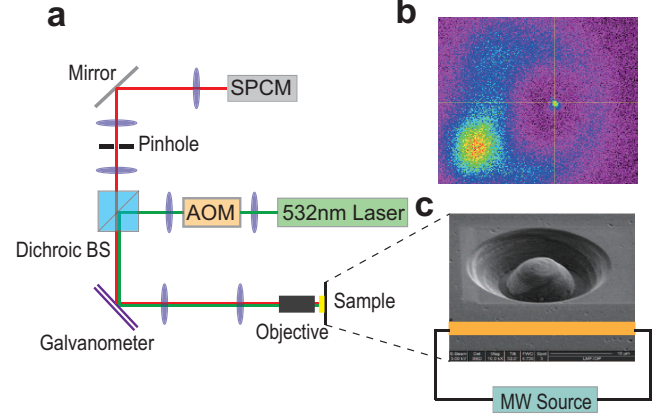 a
b
Mirror
SPCM
Pinhole
AOM
532nm Laser
c
Dichroic BS
Sample
Objective
Galvanometer
MW Source